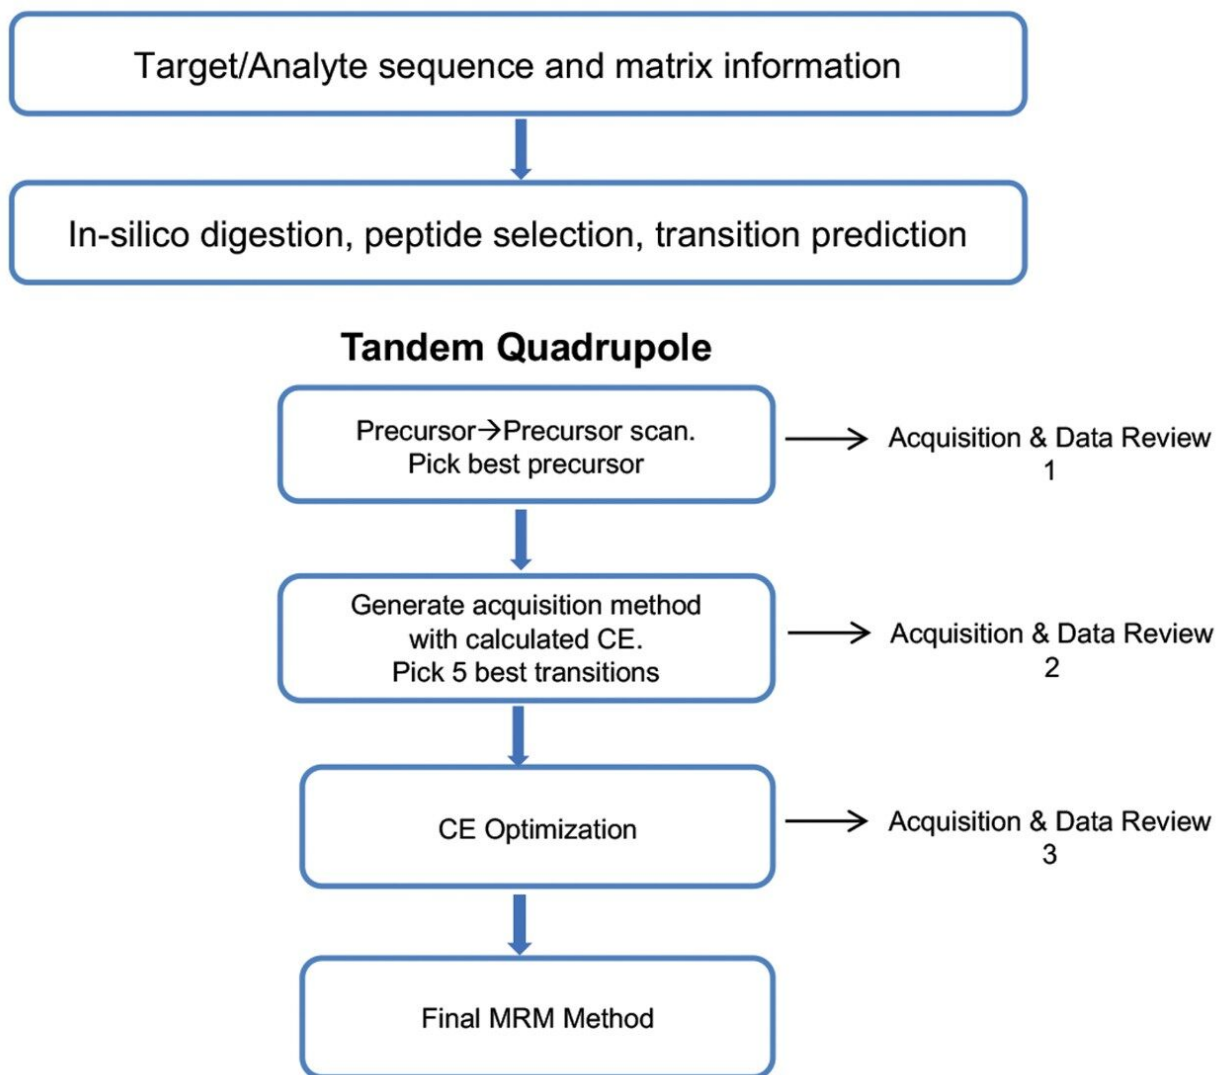 Target/Analyte sequence and matrix information
In-silico digestion, peptide selection, transition prediction
Tandem Quadrupole
Precursor→Precursor scan.
Pick best precursor
Acquisition & Data Review
1
Generate acquisition method
with calculated CE.
Pick 5 best transitions
Acquisition & Data Review
2
CE Optimization
Acquisition & Data Review
3
Final MRM Method